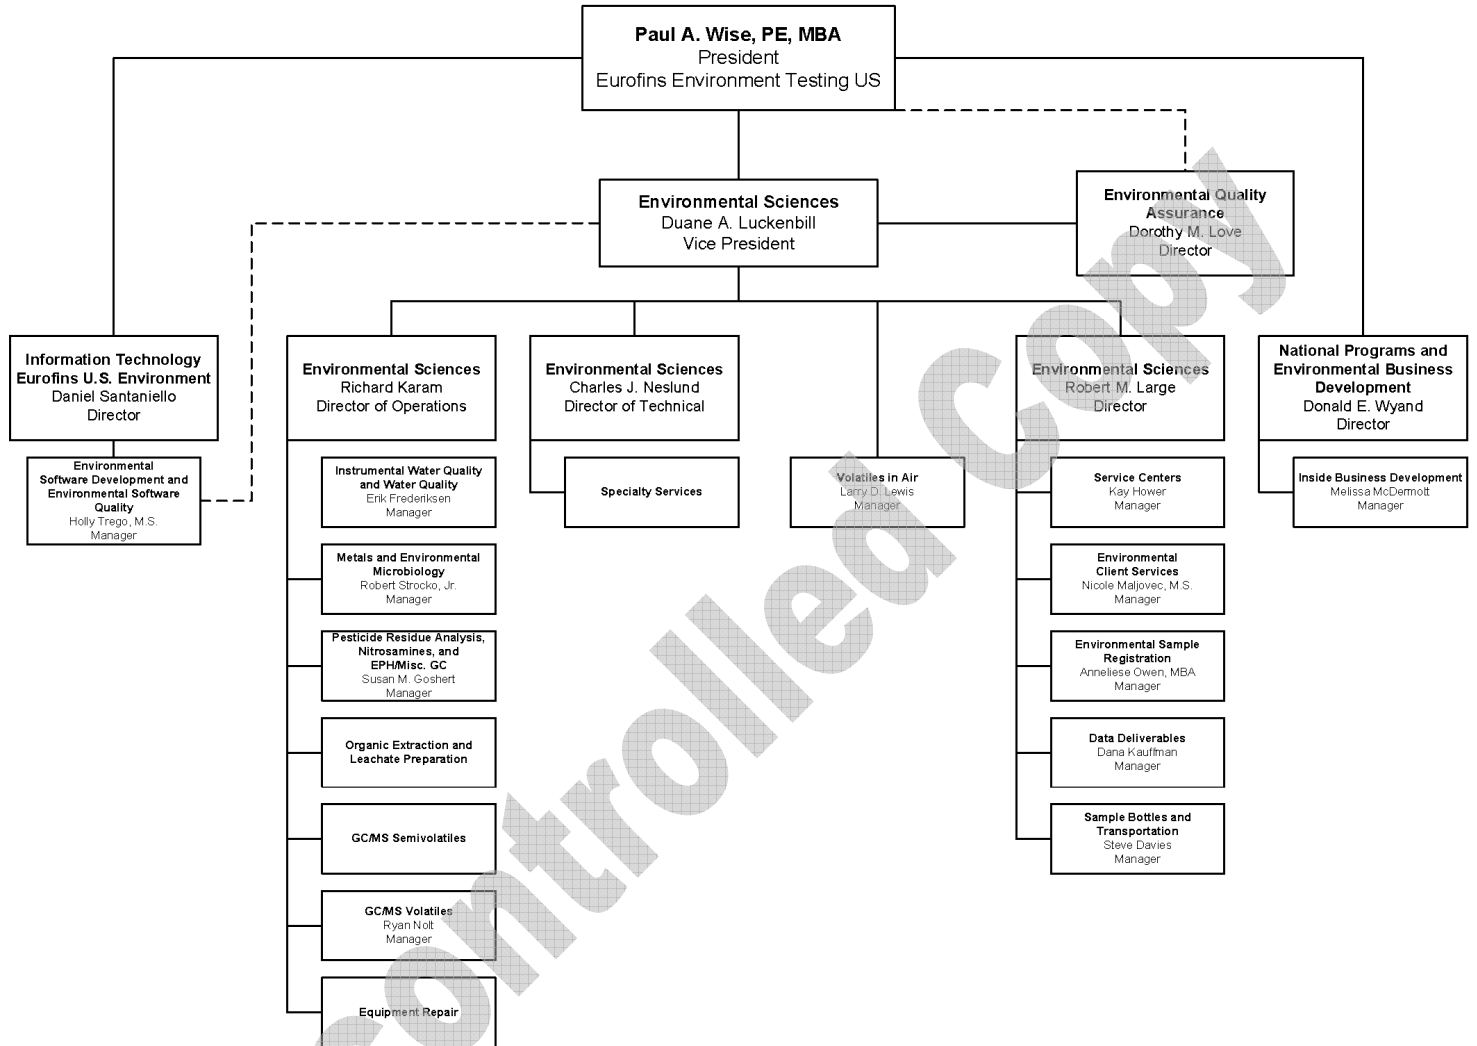 Paul A. Wise, PE, MBA
President
Eurofins Environment Testing US
Environmental Sciences
Duane A. Luckenbill
Vice President
Environmental Quality
Assurance
Dorothy M. Love
Director
Information Technology
Eurofins U.S. Environment
Daniel Santaniello
Director
Environmental
Software Development and
Environmental Software
Quality
Holly Trego, M.S.
Manager
Environmental Sciences
Richard Karam
Director of Operations
Instrumental Water Quality
and Water Quality
Erik Frederiksen
Manager
Metals and Environmental
Microbiology
Robert Strocko, Jr.
Manager
Pesticide Residue Analysis,
Nitrosamines, and
EPH/Misc. GC
Susan M. Goshert
Manager
Organic Extraction and
Leachate Preparation
GC/MS Semivolatiles
GC/MS Volatiles
Ryan Nolt
Manager
Equipment Repair
Environmental Sciences
Charles J. Neslund
Director of Technical
Specialty Services
Volatiles in Air
Larry D. Lewis
Manager
Environmental Sciences
Robert M. Large
Director
Service Centers
Kay Hower
Manager
Environmental
Client Services
Nicole Maljovec, M.S.
Manager
Environmental Sample
Registration
Anneliese Owen, MBA
Manager
Data Deliverables
Dana Kauffman
Manager
Sample Bottles and
Transportation
Steve Davies
Manager
National Programs and
Environmental Business
Development
Donald E. Wyand
Director
Inside Business Development
Melissa McDermott
Manager
Controlled Copy